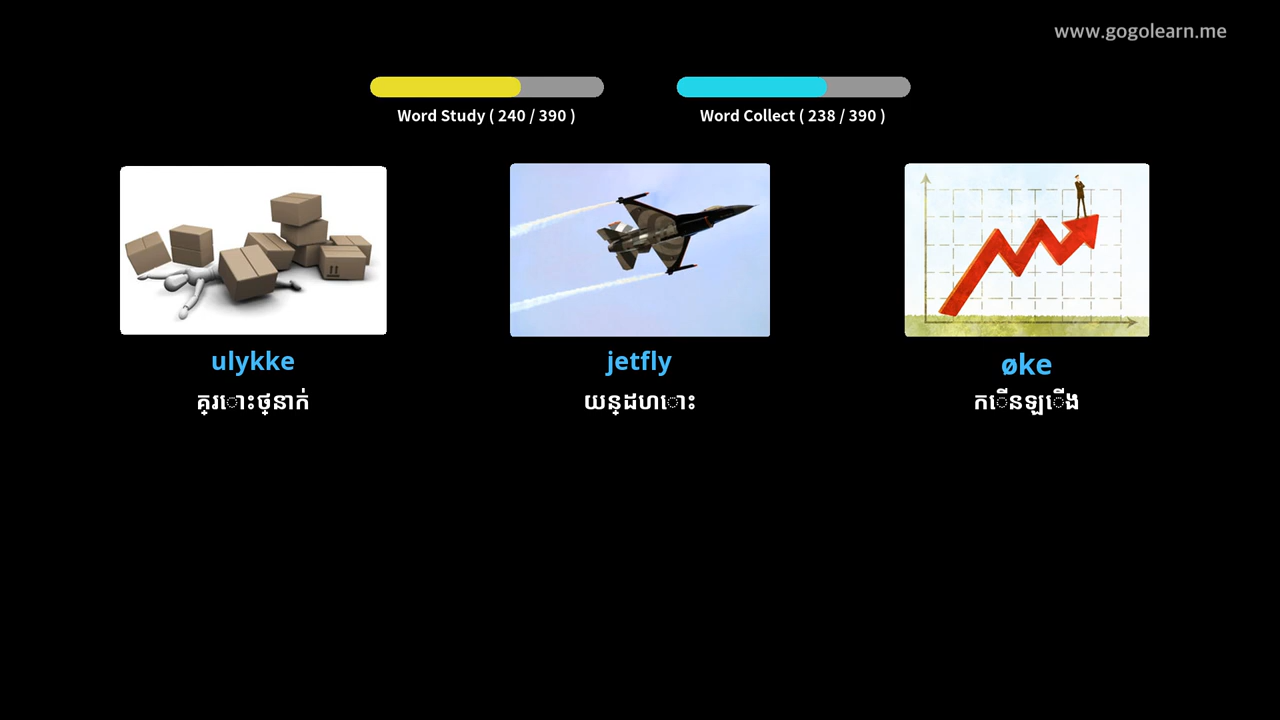 www.gogolearn.me
Word Study ( 240 / 390 )
Word Collect ( 238 / 390 )
ulykke
jetfly
øke
គ្រោះថ្នាក់
យន្ដហោះ
កើនឡើង